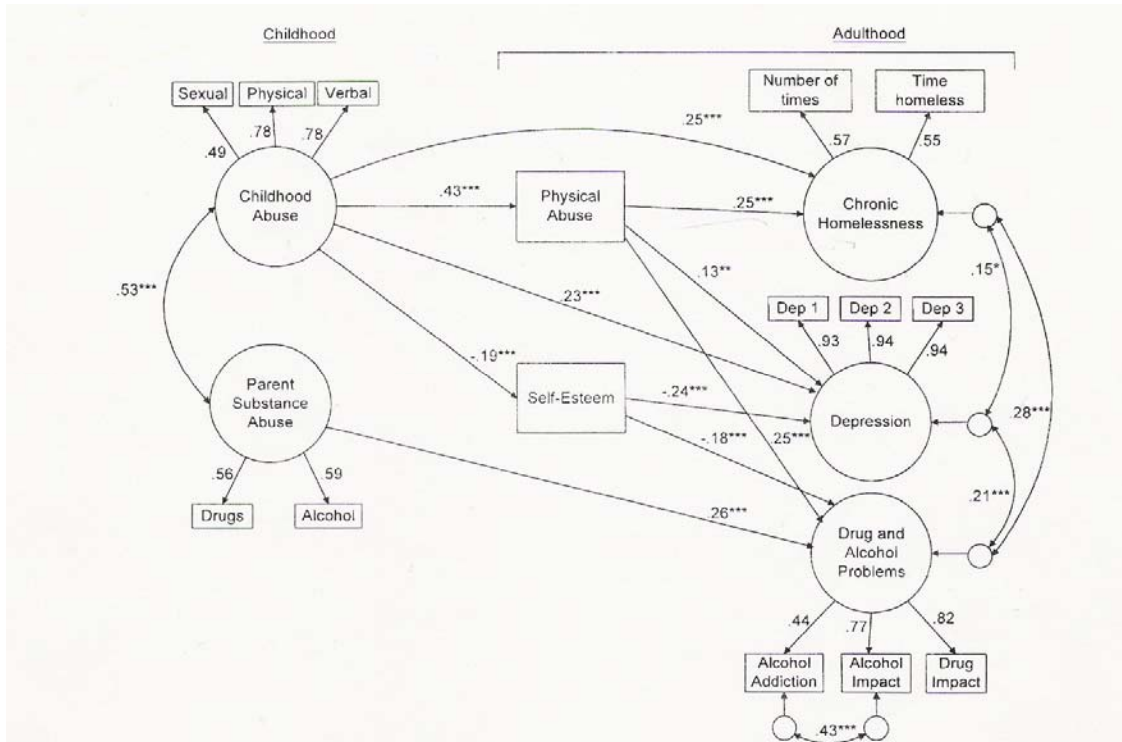 Childhood
Adulthood
Sexual
Physical
Verbal
Number of
times
Time
homeless
.49
.78
.78
.25***
.57
.55
Childhood
Abuse
.43***
Physical
Abuse
.25***
Chronic
Homelessness
.53***
.23***
.13**
.15*
Dep 1
Dep 2
Dep 3
.93
.94
.94
-.19***
Parent
Substance
Abuse
Self-Esteem
-.24***
Depression
.28***
-.18***
.25***
.56
.59
.21***
Drugs
Alcohol
.26***
Drug and
Alcohol
Problems
.44
.77
.82
Alcohol
Addiction
Alcohol
Impact
Drug
Impact
.43***